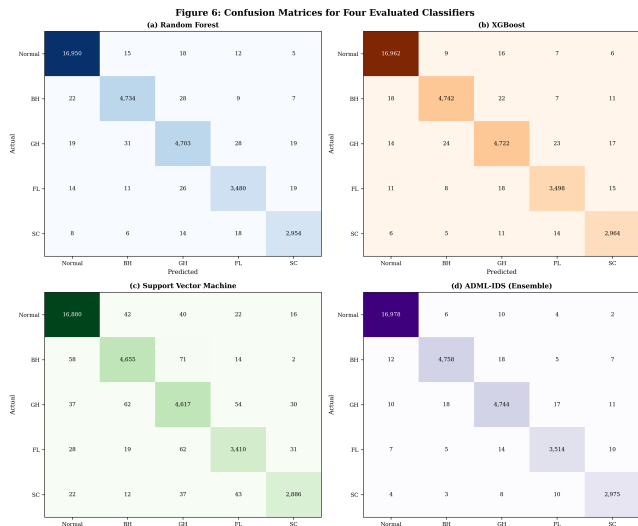 Figure 6: Confusion Matrices for Four Evaluated Classifiers
(a) Random Forest
Normal 16,950 15 18 12 5
BH 22 4,734 28 9 7
GH 19 31 4,703 28 19
FL 14 11 26 3,480 19
SC 8 6 14 18 2,954
Normal BH GH FL SC
Predicted
Actual
(b) XGBoost
Normal 16,962 9 16 7 6
BH 18 4,742 22 7 11
GH 14 24 4,722 23 17
FL 11 8 18 3,498 15
SC 6 5 11 14 2,964
Normal BH GH FL SC
Predicted
Actual
(c) Support Vector Machine
Normal 16,880 42 40 22 16
BH 58 4,655 71 14 2
GH 37 62 4,617 54 30
FL 28 19 62 3,410 31
SC 22 12 37 43 2,886
Normal BH GH FL SC
Actual
(d) ADML-IDS (Ensemble)
Normal 16,978 6 10 4 2
BH 12 4,758 18 5 7
GH 10 18 4,744 17 11
FL 7 5 14 3,514 10
SC 4 3 8 10 2,975
Normal BH GH FL SC
Actual